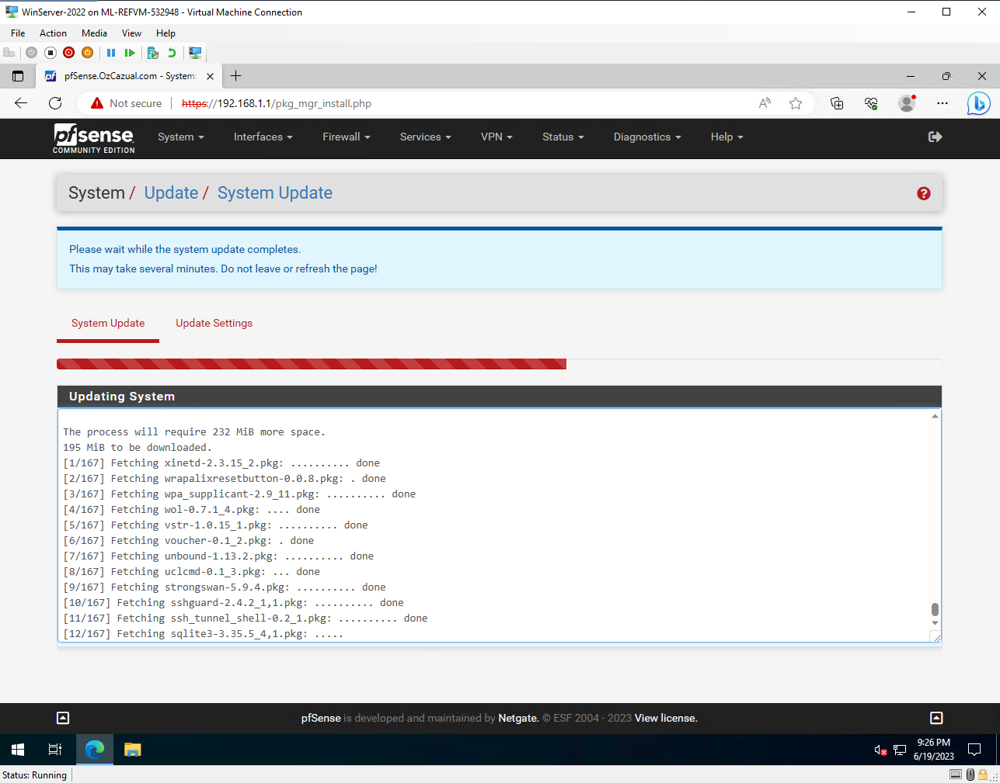 WinServer-2022 on ML-REFVM-532948 - Virtual Machine Connection
File Action Media View Help
pf pfSense.OzCazual.com - System:
Not secure https://192.168.1.1/pkg_mgr_install.php
pfsense
COMMUNITY EDITION
System Interfaces Firewall Services VPN Status Diagnostics Help
System / Update / System Update
Please wait while the system update completes.
This may take several minutes. Do not leave or refresh the page!
System Update Update Settings
Updating System
The process will require 232 MiB more space.
195 MiB to be downloaded.
[1/167] Fetching xinetd-2.3.15_2.pkg: .......... done
[2/167] Fetching wrapalixresetbutton-0.0.8.pkg: . done
[3/167] Fetching wpa_supplicant-2.9_11.pkg: .......... done
[4/167] Fetching wol-0.7.1_4.pkg: .... done
[5/167] Fetching vstr-1.0.15_1.pkg: .......... done
[6/167] Fetching voucher-0.1_2.pkg: . done
[7/167] Fetching unbound-1.13.2.pkg: .......... done
[8/167] Fetching uclcmd-0.1_3.pkg: ... done
[9/167] Fetching strongswan-5.9.4.pkg: .......... done
[10/167] Fetching sshguard-2.4.2_1,1.pkg: .......... done
[11/167] Fetching ssh_tunnel_shell-0.2_1.pkg: .......... done
[12/167] Fetching sqlite3-3.35.5_4,1.pkg: .....
pfSense is developed and maintained by Netgate. © ESF 2004 - 2023 View license.
9:26 PM
6/19/2023
Status: Running